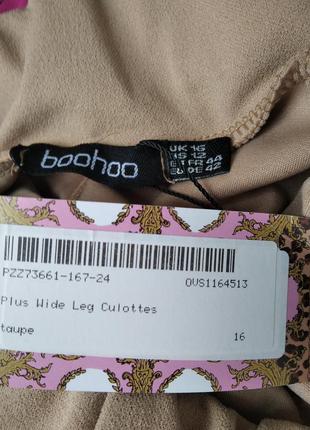 boohoo
UK 16
US 12
FR 44
DE 42
PZZ73661-167-24 OVS1164513
Plus Wide Leg Culottes
taupe 16